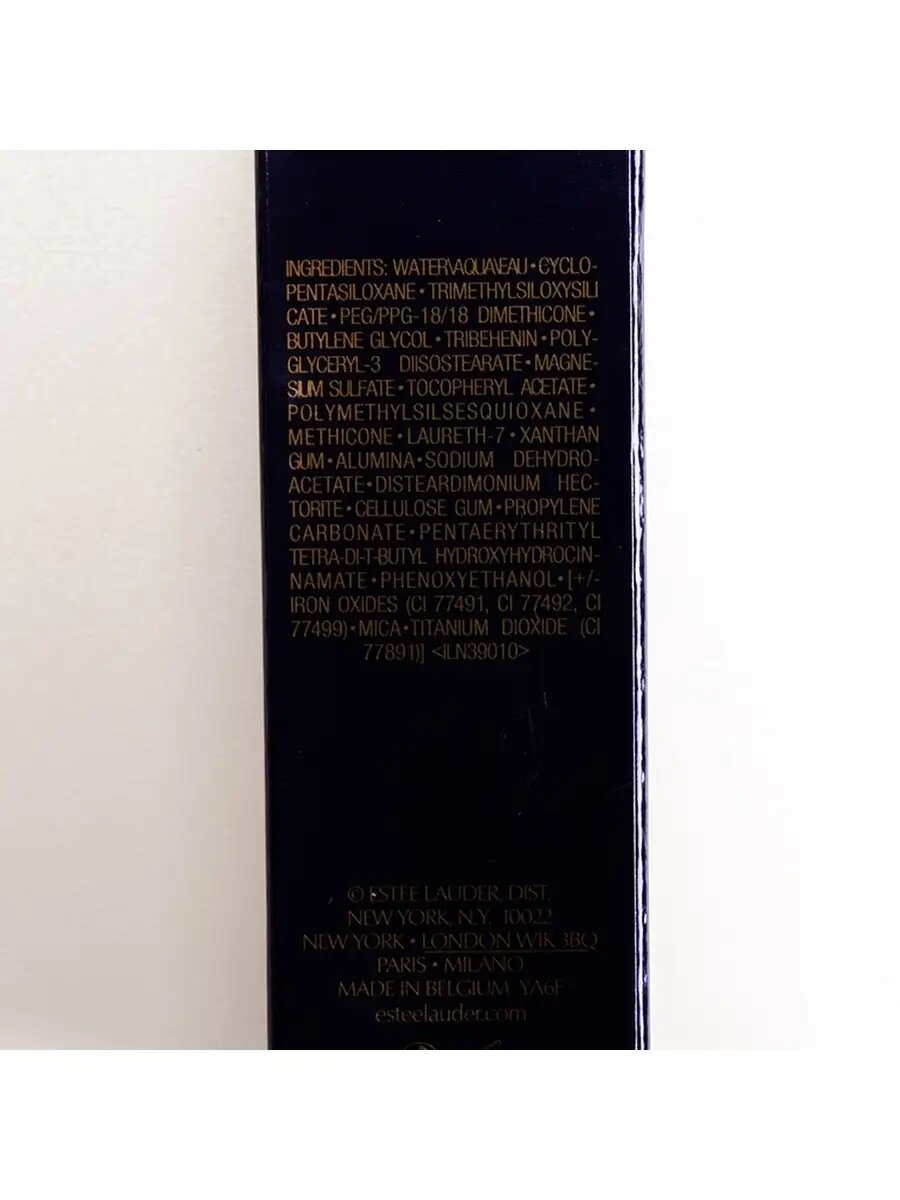 INGREDIENTS: WATER\AQUA\EAU • CYCLO-
PENTASILOXANE • TRIMETHYLSILOXYSILI
CATE • PEG/PPG-18/18 DIMETHICONE •
BUTYLENE GLYCOL • TRIBEHENIN • POLY-
GLYCERYL-3 DIISOSTEARATE • MAGNE-
SIUM SULFATE • TOCOPHERYL ACETATE •
POLYMETHYLSILSESQUIOXANE •
METHICONE • LAURETH-7 • XANTHAN
GUM • ALUMINA • SODIUM DEHYDRO-
ACETATE • DISTEARDIMONIUM HEC-
TORITE • CELLULOSE GUM • PROPYLENE
CARBONATE • PENTAERYTHRITYL
TETRA-DI-T-BUTYL HYDROXYHYDROCIN-
NAMATE • PHENOXYETHANOL • [+/-
IRON OXIDES (CI 77491, CI 77492, CI
77499) • MICA • TITANIUM DIOXIDE (CI
77891)] <ILN39010>
© ESTĒE LAUDER, DIST.
NEW YORK, N.Y. 10022
NEW YORK • LONDON W1K 3BQ
PARIS • MILANO
MADE IN BELGIUM YA6F
esteelauder.com